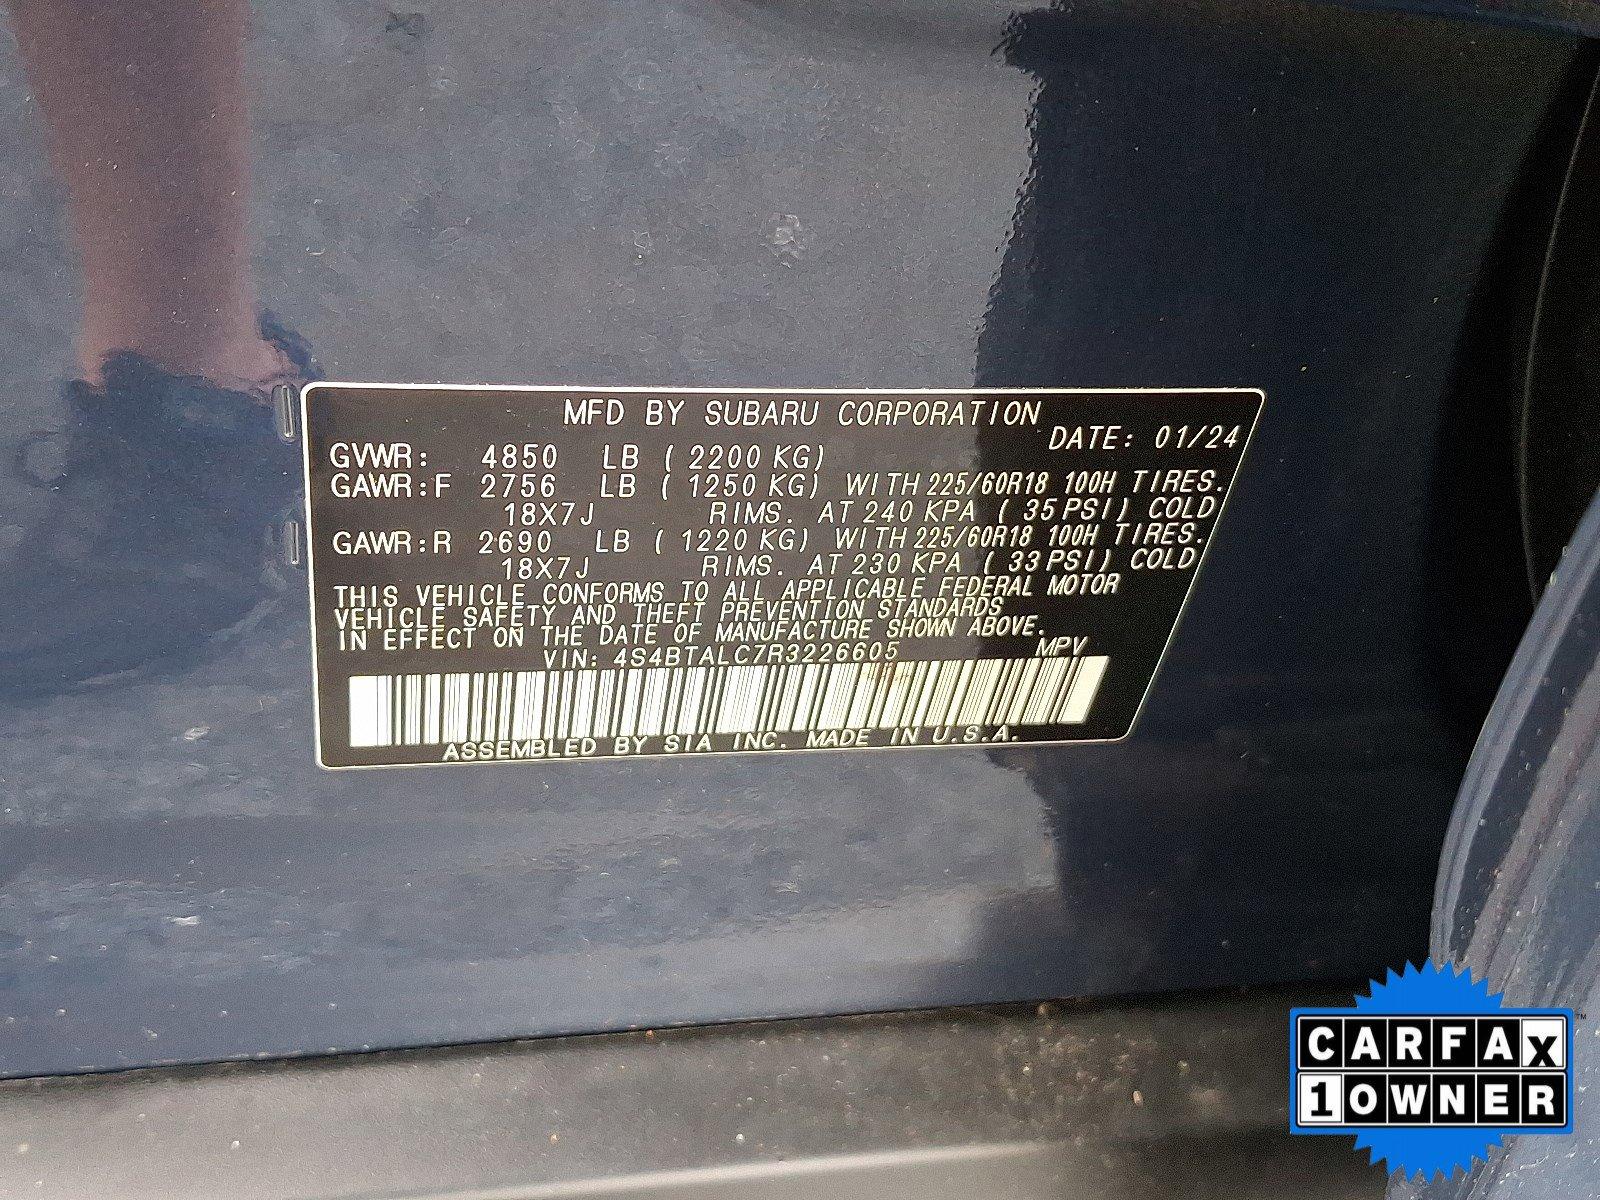 MFD BY SUBARU CORPORATION
DATE: 01/24
GVWR: 4850 LB ( 2200 KG)
GAWR:F 2756 LB ( 1250 KG) WITH 225/60R18 100H TIRES.
18X7J RIMS. AT 240 KPA ( 35 PSI) COLD
GAWR:R 2690 LB ( 1220 KG) WITH 225/60R18 100H TIRES.
18X7J RIMS. AT 230 KPA ( 33 PSI) COLD
THIS VEHICLE CONFORMS TO ALL APPLICABLE FEDERAL MOTOR
VEHICLE SAFETY AND THEFT PREVENTION STANDARDS
IN EFFECT ON THE DATE OF MANUFACTURE SHOWN ABOVE.
VIN: 4S4BTALC7R3226605 MPV
ASSEMBLED BY SIA INC. MADE IN U.S.A.
CARFAX™
1 OWNER